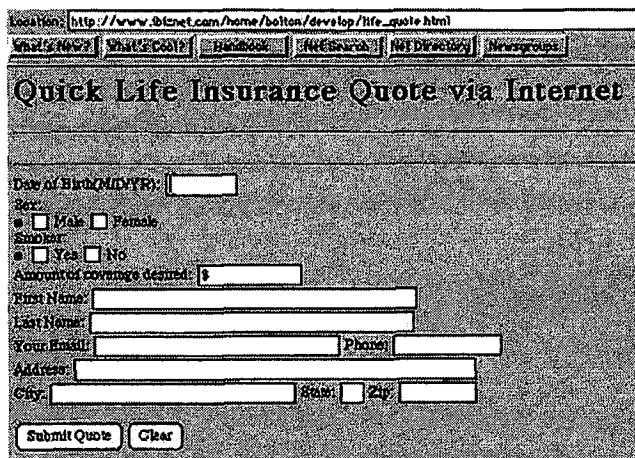 Location: http://www.ibiznet.com/home/bolton/develop/life_quote.html
What's New? What's Cool? Handbook Net Search Net Directory Newsgroups
Quick Life Insurance Quote via Internet
Date of Birth(M/D/YR):
Sex:
Male Female
Smoker:
Yes No
Amount of coverage desired: $
First Name:
Last Name:
Your Email: Phone:
Address:
City: State: Zip:
Submit Quote Clear